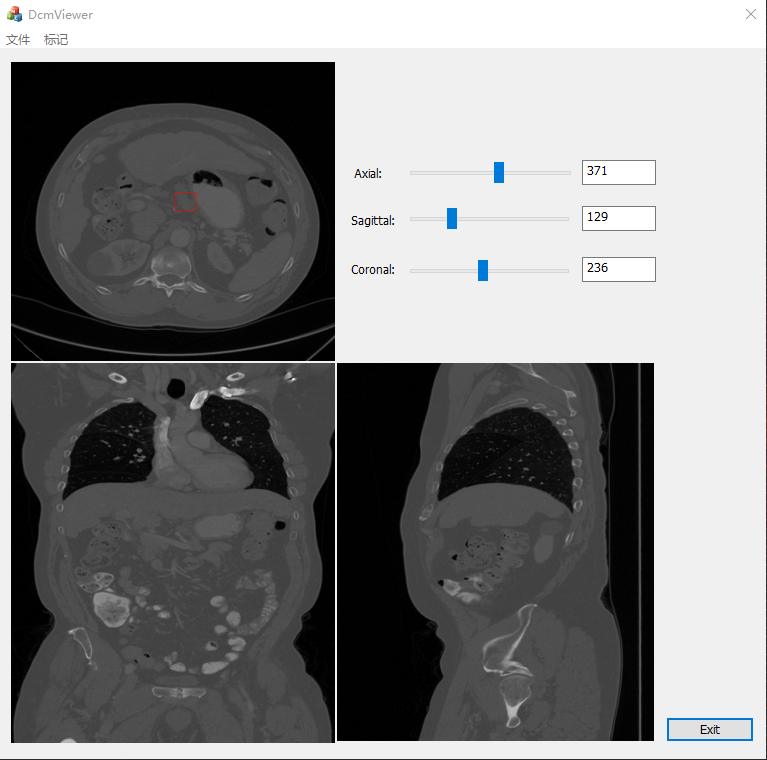 DcmViewer
文件 标记
Axial: 371
Sagittal: 129
Coronal: 236
Exit